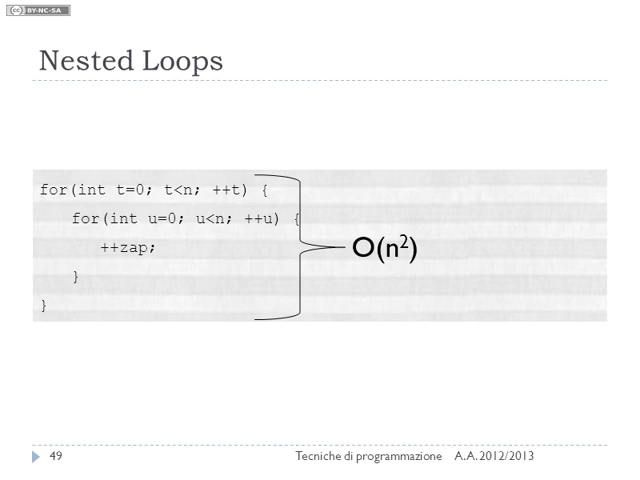 BY-NC-SA
Nested Loops
for(int t=0; t<n; ++t) {
for(int u=0; u<n; ++u) {
++zap;
}
}
O(n²)
49 Tecniche di programmazione A.A. 2012/2013